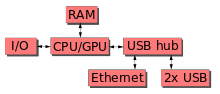 RAM
I/O CPU/GPU USB hub
Ethernet 2x USB